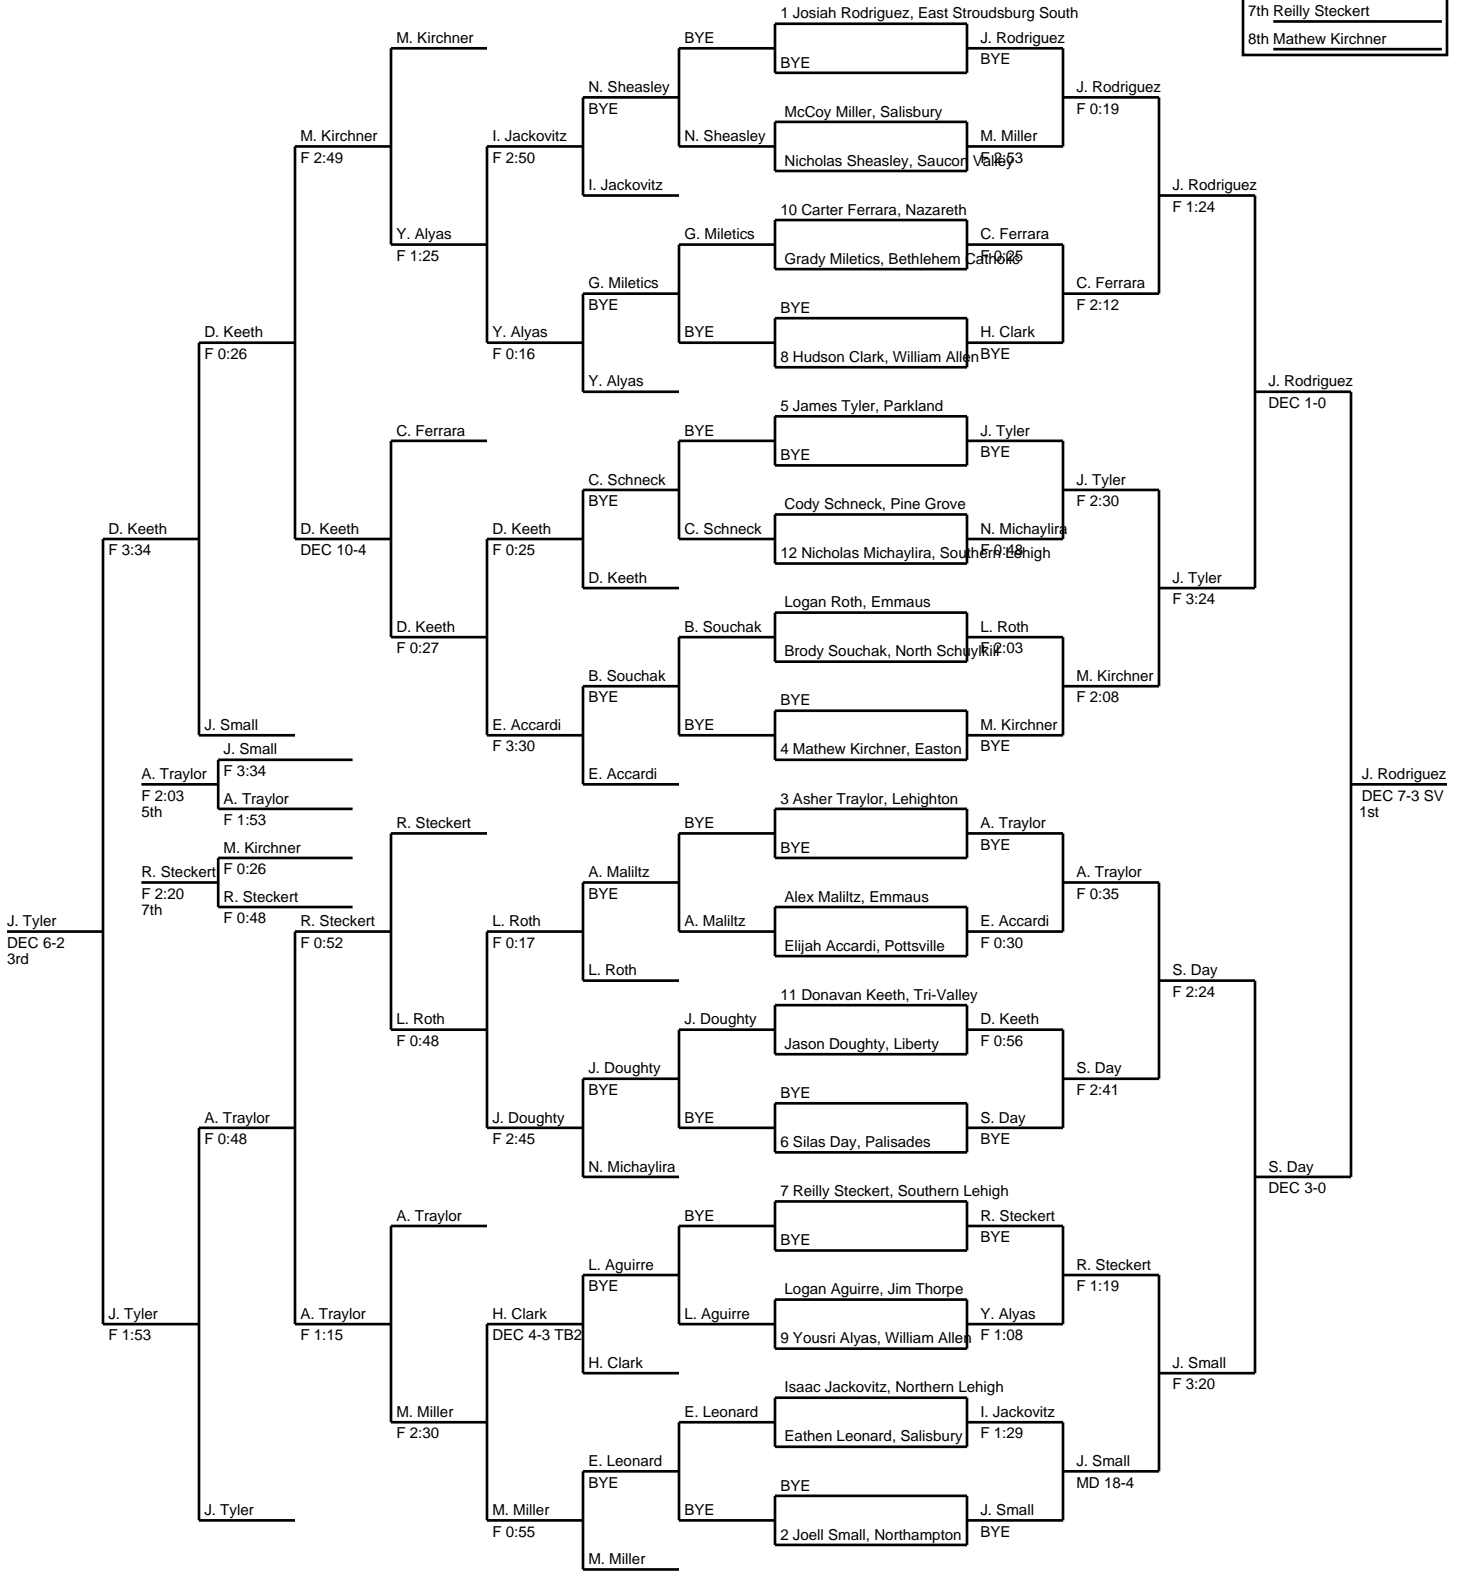 1 Josiah Rodriguez, East Stroudsburg South
7th Reilly Steckert
8th Mathew Kirchner
M. Kirchner
BYE
J. Rodriguez
BYE
BYE
N. Sheasley
BYE
J. Rodriguez
F 0:19
McCoy Miller, Salisbury
M. Kirchner
F 2:49
I. Jackovitz
F 2:50
N. Sheasley
M. Miller
F 2:53
Nicholas Sheasley, Saucon Valley
I. Jackovitz
J. Rodriguez
F 1:24
10 Carter Ferrara, Nazareth
Y. Alyas
F 1:25
G. Miletics
C. Ferrara
F 0:25
Grady Miletics, Bethlehem Catholic
G. Miletics
BYE
C. Ferrara
F 2:12
BYE
D. Keeth
F 0:26
Y. Alyas
F 0:16
BYE
H. Clark
BYE
8 Hudson Clark, William Allen
Y. Alyas
J. Rodriguez
DEC 1-0
5 James Tyler, Parkland
C. Ferrara
BYE
J. Tyler
BYE
BYE
C. Schneck
BYE
J. Tyler
F 2:30
Cody Schneck, Pine Grove
D. Keeth
F 3:34
D. Keeth
DEC 10-4
D. Keeth
F 0:25
C. Schneck
N. Michaylira
F 0:48
12 Nicholas Michaylira, Southern Lehigh
D. Keeth
J. Tyler
F 3:24
Logan Roth, Emmaus
D. Keeth
F 0:27
B. Souchak
L. Roth
F 2:03
Brody Souchak, North Schuylkill
B. Souchak
BYE
M. Kirchner
F 2:08
BYE
J. Small
E. Accardi
F 3:30
BYE
M. Kirchner
BYE
4 Mathew Kirchner, Easton
J. Small
F 3:34
A. Traylor
F 2:03
5th
E. Accardi
J. Rodriguez
DEC 7-3 SV
1st
A. Traylor
F 1:53
3 Asher Traylor, Lehighton
R. Steckert
BYE
A. Traylor
BYE
BYE
M. Kirchner
F 0:26
R. Steckert
F 2:20
7th
A. Maliltz
BYE
A. Traylor
F 0:35
R. Steckert
F 0:48
Alex Maliltz, Emmaus
J. Tyler
DEC 6-2
3rd
R. Steckert
F 0:52
L. Roth
F 0:17
A. Maliltz
E. Accardi
F 0:30
Elijah Accardi, Pottsville
L. Roth
S. Day
F 2:24
11 Donavan Keeth, Tri-Valley
L. Roth
F 0:48
J. Doughty
D. Keeth
F 0:56
Jason Doughty, Liberty
J. Doughty
BYE
S. Day
F 2:41
BYE
A. Traylor
F 0:48
J. Doughty
F 2:45
BYE
S. Day
BYE
6 Silas Day, Palisades
N. Michaylira
S. Day
DEC 3-0
7 Reilly Steckert, Southern Lehigh
A. Traylor
BYE
R. Steckert
BYE
BYE
L. Aguirre
BYE
R. Steckert
F 1:19
Logan Aguirre, Jim Thorpe
J. Tyler
F 1:53
A. Traylor
F 1:15
H. Clark
DEC 4-3 TB2
L. Aguirre
Y. Alyas
F 1:08
9 Yousri Alyas, William Allen
H. Clark
J. Small
F 3:20
Isaac Jackovitz, Northern Lehigh
M. Miller
F 2:30
E. Leonard
I. Jackovitz
F 1:29
Eathen Leonard, Salisbury
E. Leonard
BYE
J. Small
MD 18-4
BYE
J. Tyler
M. Miller
F 0:55
BYE
J. Small
BYE
2 Joell Small, Northampton
M. Miller